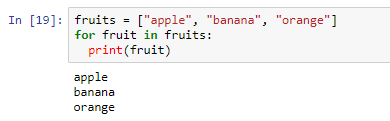 In [19]: fruits = ["apple", "banana", "orange"]
for fruit in fruits:
  print(fruit)
apple
banana
orange